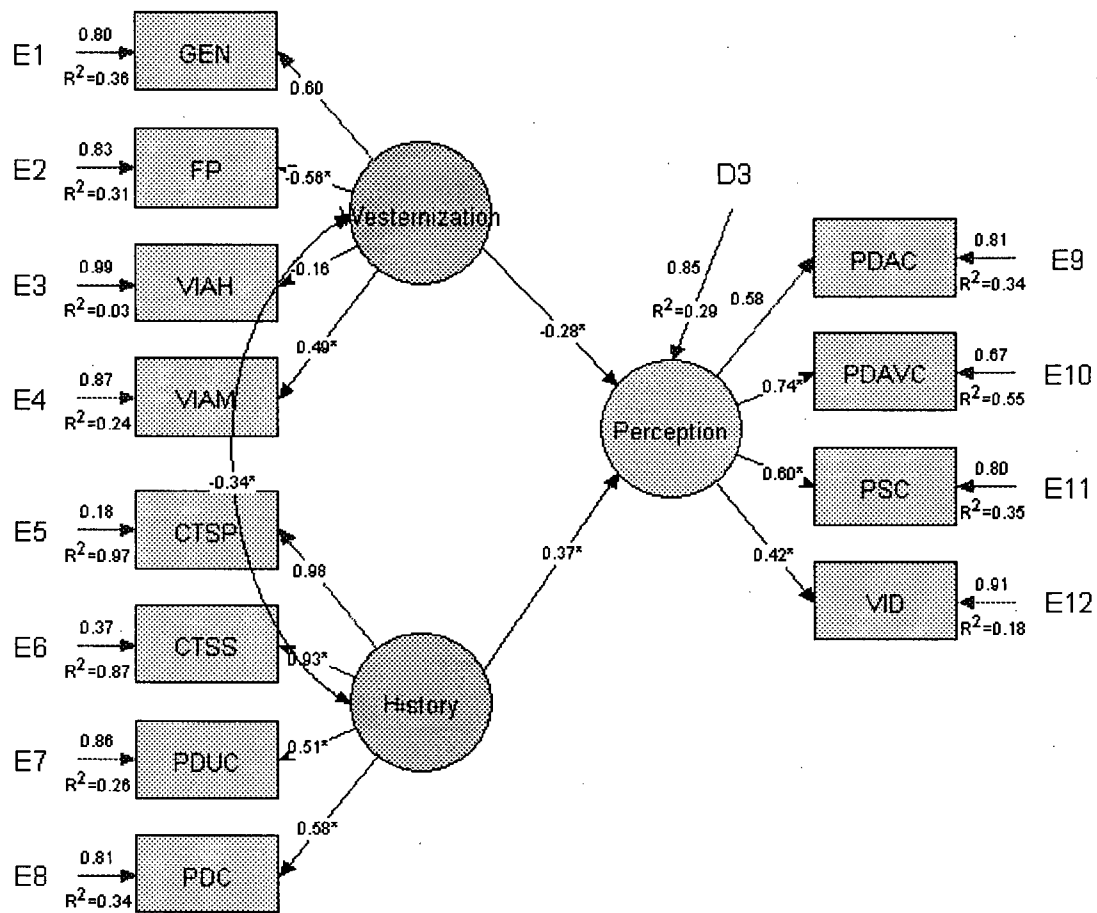 E1
0.80
R²=0.36
GEN
0.60
E2
0.83
R²=0.31
FP
-0.56*
E3
0.99
R²=0.03
VIAH
-0.16
E4
0.87
R²=0.24
VIAM
0.49*
Westernization
-0.34*
E5
0.18
R²=0.97
CTSP
0.98
E6
0.37
R²=0.87
CTSS
0.93*
E7
0.86
R²=0.26
PDUC
0.51*
E8
0.81
R²=0.34
PDC
0.58*
History
-0.28*
0.37*
D3
0.85
R²=0.29
Perception
0.58
PDAC
0.81
R²=0.34
E9
0.74*
PDAVC
0.67
R²=0.55
E10
0.60*
PSC
0.80
R²=0.35
E11
0.42*
VID
0.91
R²=0.18
E12